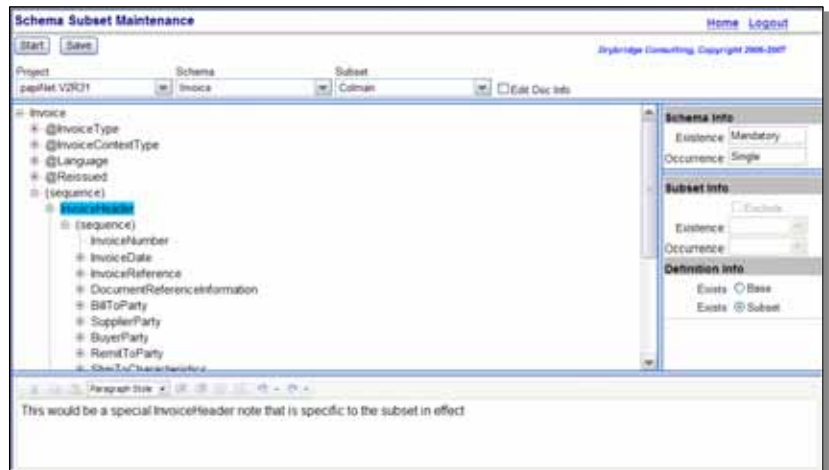 Schema Subset Maintenance
Home Logout
Start Save
Drybridge Consulting, Copyright 2006-2007
Project Schema Subset
papiNet V2R31 Invoice Colman Edit Doc Info
Invoice
@InvoiceType
@InvoiceContextType
@Language
@Reissued
(sequence)
InvoiceHeader
(sequence)
InvoiceNumber
InvoiceDate
InvoiceReference
DocumentReferenceInformation
BillToParty
SupplierParty
BuyerParty
RemitToParty
ShipToCharacteristics
Schema Info
Existence Mandatory
Occurrence Single
Subset Info
Exclude
Existence
Occurrence
Definition Info
Exists Base
Exists Subset
Paragraph Style
This would be a special InvoiceHeader note that is specific to the subset in effect